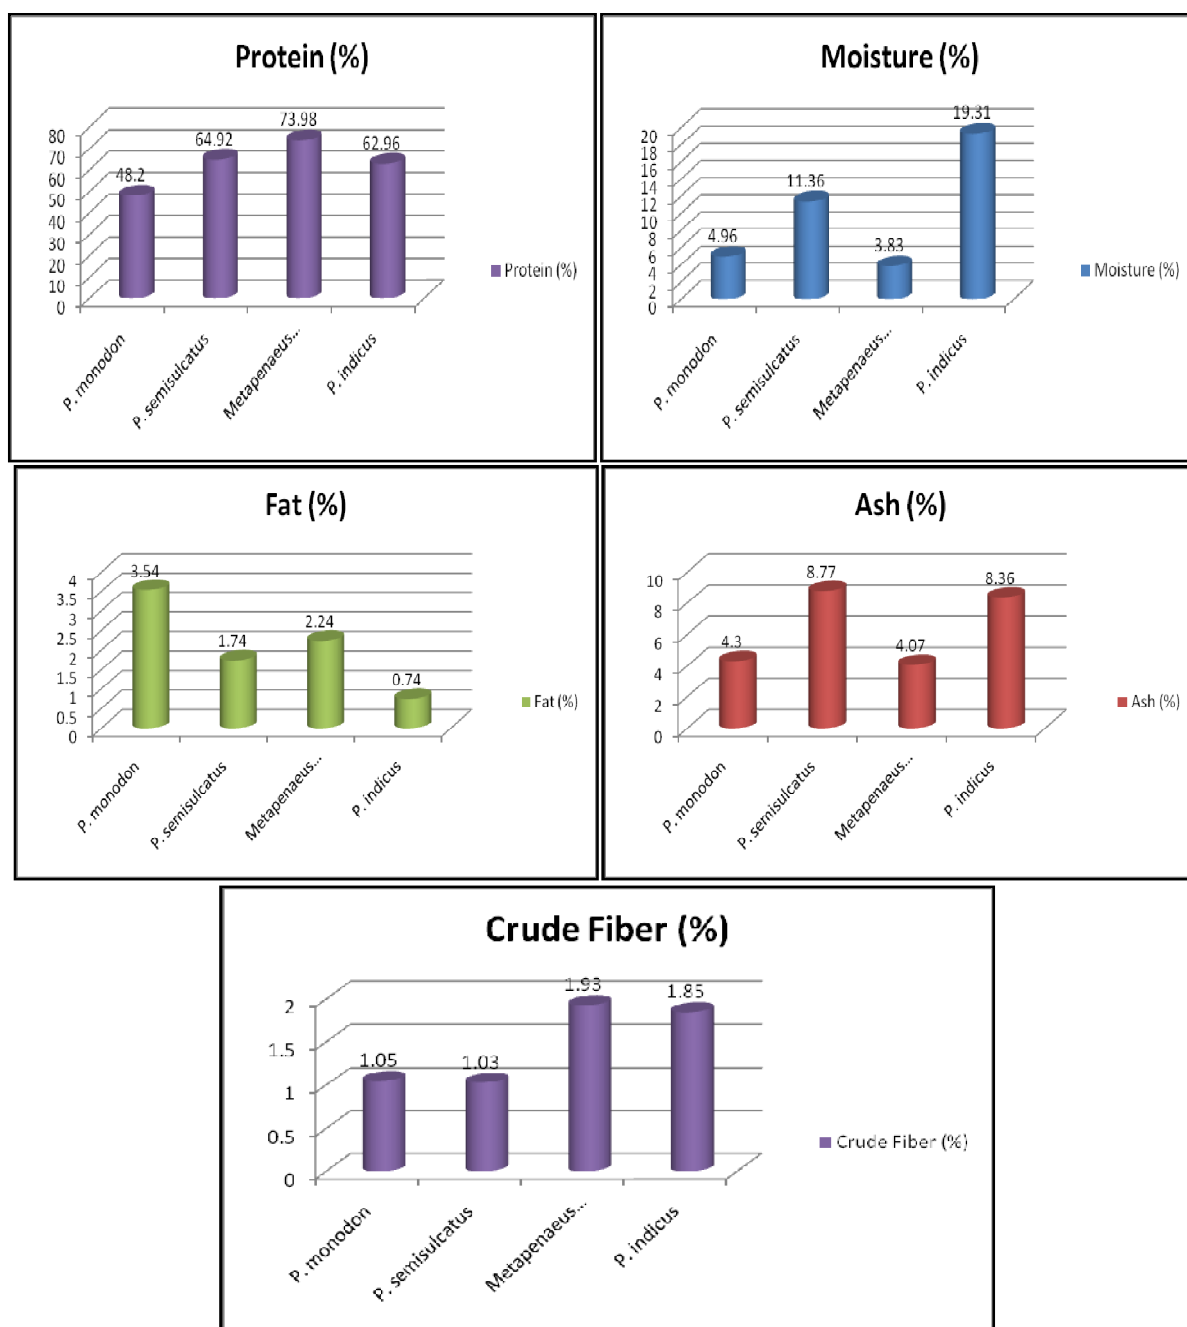 Protein (%)
80
70
60
50
40
30
20
10
0
48.2
64.92
73.98
62.96
P. monodon
P. semisulcatus
Metapenaeus...
P. indicus
Protein (%)
Moisture (%)
20
18
16
14
12
10
8
6
4
2
0
4.96
11.36
3.83
19.31
P. monodon
P. semisulcatus
Metapenaeus...
P. indicus
Moisture (%)
Fat (%)
4
3.5
3
2.5
2
1.5
1
0.5
0
3.54
1.74
2.24
0.74
P. monodon
P. semisulcatus
Metapenaeus...
P. indicus
Fat (%)
Ash (%)
10
8
6
4
2
0
4.3
8.77
4.07
8.36
P. monodon
P. semisulcatus
Metapenaeus...
P. indicus
Ash (%)
Crude Fiber (%)
2
1.5
1
0.5
0
1.05
1.03
1.93
1.85
P. monodon
P. semisulcatus
Metapenaeus...
P. indicus
Crude Fiber (%)